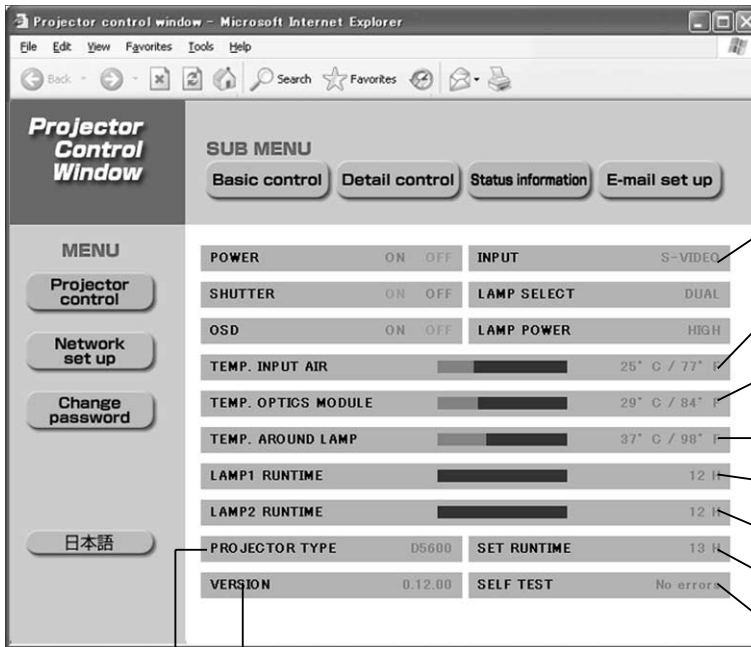 Projector control window - Microsoft Internet Explorer
File Edit View Favorites Tools Help
Back Search Favorites
Projector
Control
Window
SUB MENU
Basic control Detail control Status information E-mail set up
MENU
Projector
control
Network
set up
Change
password
日本語
POWER ON OFF INPUT S-VIDEO
SHUTTER ON OFF LAMP SELECT DUAL
OSD ON OFF LAMP POWER HIGH
TEMP. INPUT AIR 25° C / 77° F
TEMP. OPTICS MODULE 29° C / 84° F
TEMP. AROUND LAMP 37° C / 98° F
LAMP1 RUNTIME 12 H
LAMP2 RUNTIME 12 H
PROJECTOR TYPE D5600 SET RUNTIME 13 H
VERSION 0.12.00 SELF TEST No errors